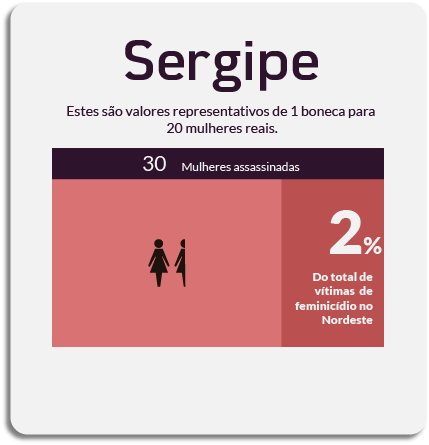 Sergipe
Estes são valores representativos de 1 boneca para
20 mulheres reais.
30 Mulheres assassinadas
2%
Do total de
vítimas de
feminicídio no
Nordeste